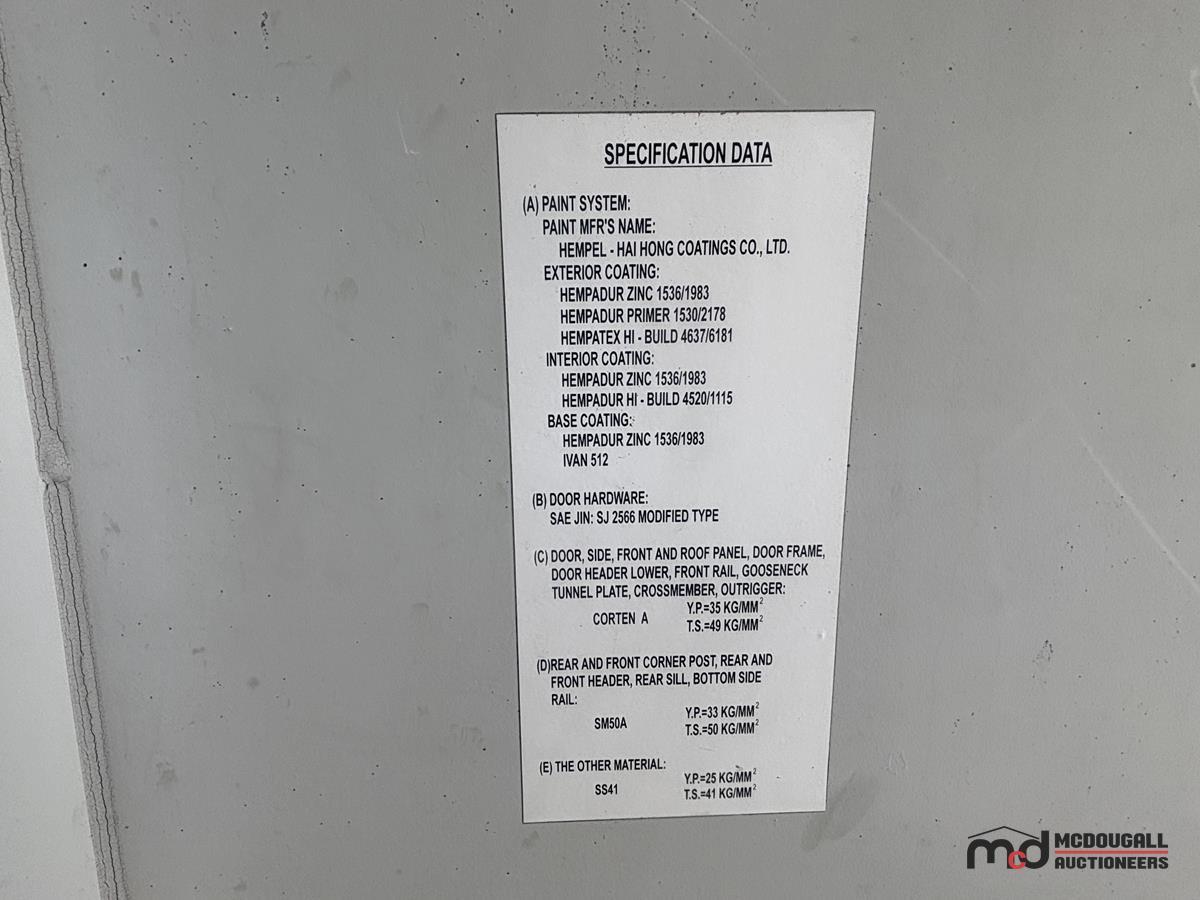 SPECIFICATION DATA
(A) PAINT SYSTEM:
PAINT MFR'S NAME:
HEMPEL - HAI HONG COATINGS CO., LTD.
EXTERIOR COATING:
HEMPADUR ZINC 1536/1983
HEMPADUR PRIMER 1530/2178
HEMPATEX HI - BUILD 4637/6181
INTERIOR COATING:
HEMPADUR ZINC 1536/1983
HEMPADUR HI - BUILD 4520/1115
BASE COATING:
HEMPADUR ZINC 1536/1983
IVAN 512
(B) DOOR HARDWARE:
SAE JIN: SJ 2566 MODIFIED TYPE
(C) DOOR, SIDE, FRONT AND ROOF PANEL, DOOR FRAME,
DOOR HEADER LOWER, FRONT RAIL, GOOSENECK
TUNNEL PLATE, CROSSMEMBER, OUTRIGGER:
CORTEN A
Y.P.=35 KG/MM²
T.S.=49 KG/MM²
(D)REAR AND FRONT CORNER POST, REAR AND
FRONT HEADER, REAR SILL, BOTTOM SIDE
RAIL:
SM50A
Y.P.=33 KG/MM²
T.S.=50 KG/MM²
(E) THE OTHER MATERIAL:
SS41
Y.P.=25 KG/MM²
T.S.=41 KG/MM²
mcd MCDOUGALL
AUCTIONEERS